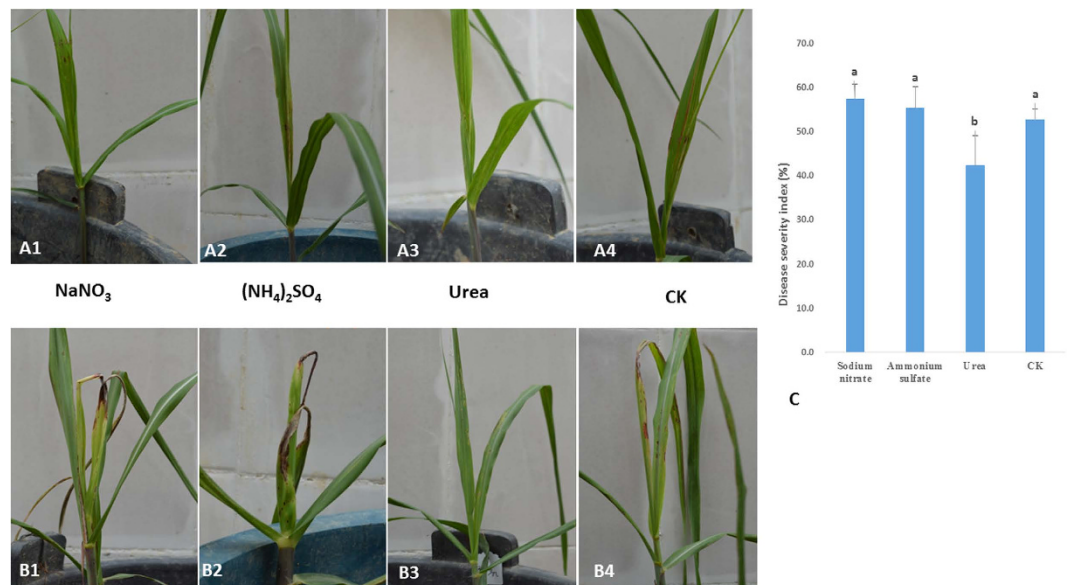 A1
A2
A3
A4
NaNO₃
(NH₄)₂SO₄
Urea
CK
B1
B2
B3
B4
Disease severity index (%)
70.0
60.0
50.0
40.0
30.0
20.0
10.0
0.0
a
a
b
a
Sodium nitrate
Ammonium sulfate
Urea
CK
C